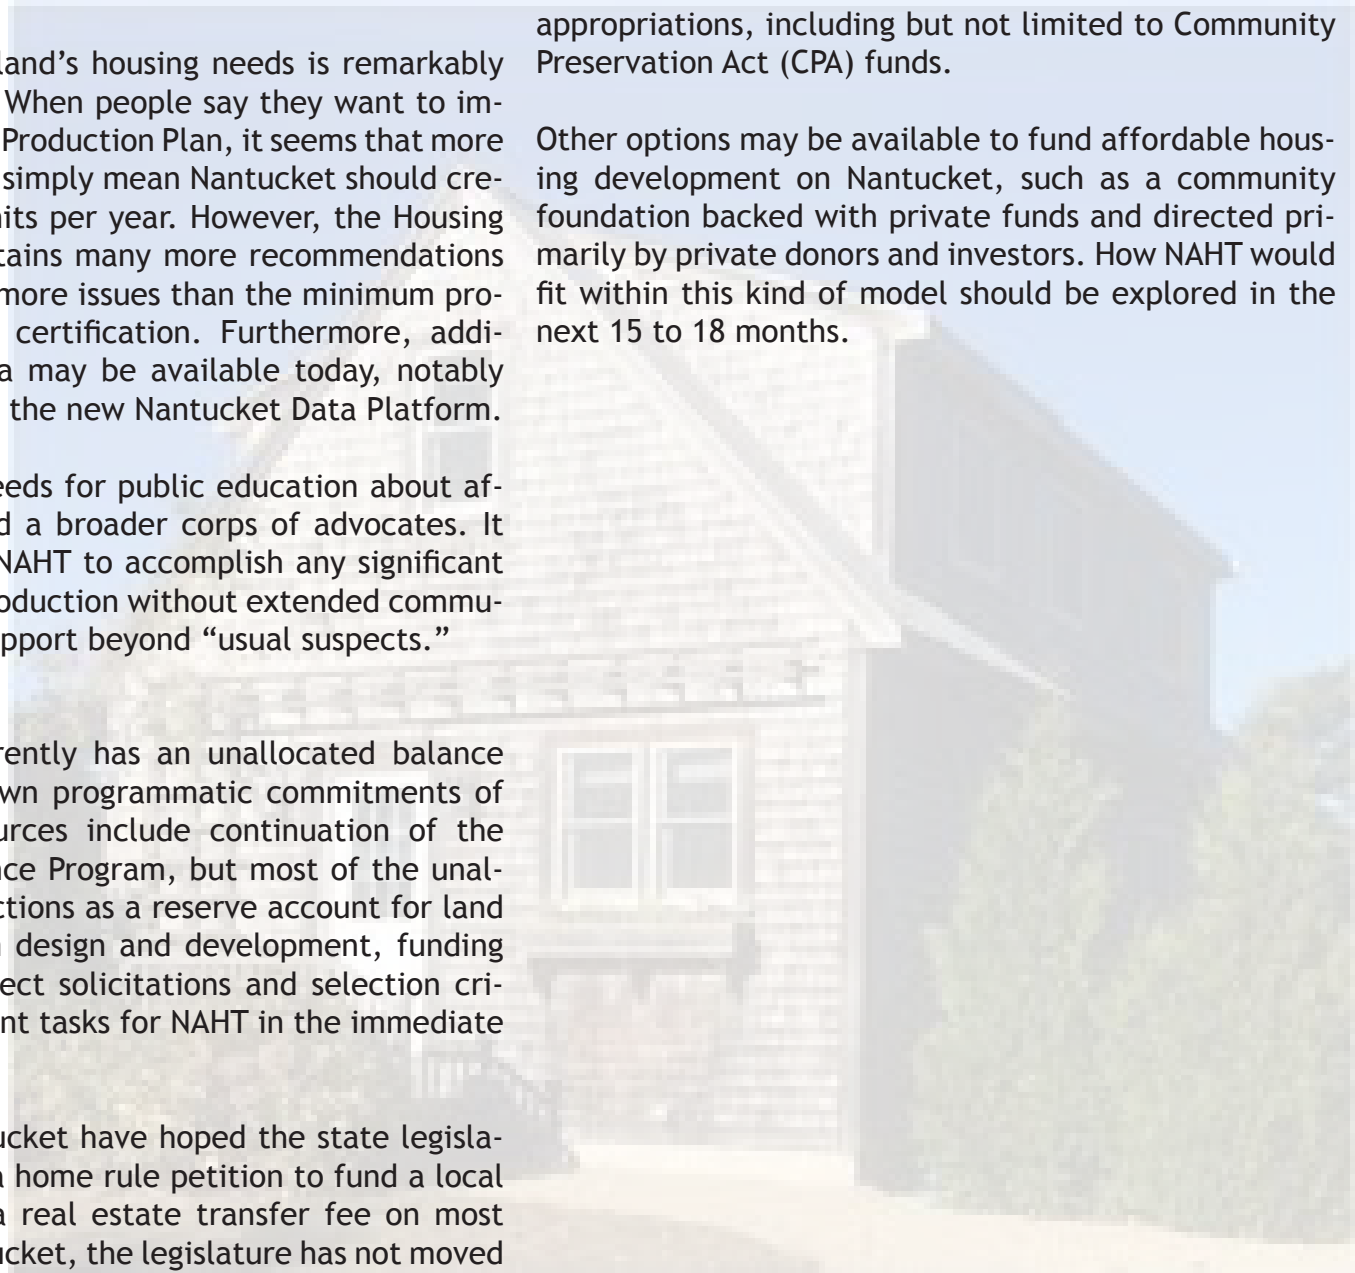 land’s housing needs is remarkably
When people say they want to im-
Production Plan, it seems that more
simply mean Nantucket should cre-
its per year. However, the Housing
tains many more recommendations
more issues than the minimum pro-
certification. Furthermore, addi-
a may be available today, notably
the new Nantucket Data Platform.
eeds for public education about af-
d a broader corps of advocates. It
NAHT to accomplish any significant
oduction without extended commu-
pport beyond “usual suspects.”
rently has an unallocated balance
wn programmatic commitments of
urces include continuation of the
nce Program, but most of the unal-
ctions as a reserve account for land
design and development, funding
ect solicitations and selection cri-
nt tasks for NAHT in the immediate
ucket have hoped the state legisla-
a home rule petition to fund a local
a real estate transfer fee on most
ucket, the legislature has not moved
appropriations, including but not limited to Community
Preservation Act (CPA) funds.
Other options may be available to fund affordable hous-
ing development on Nantucket, such as a community
foundation backed with private funds and directed pri-
marily by private donors and investors. How NAHT would
fit within this kind of model should be explored in the
next 15 to 18 months.